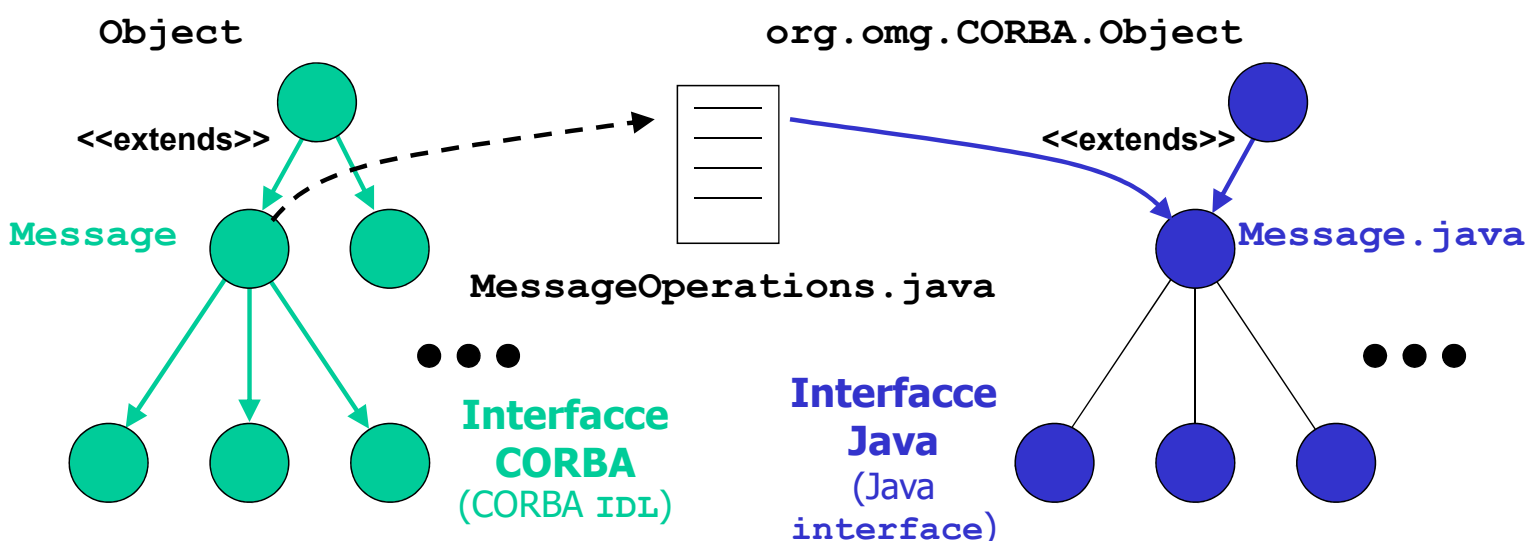 Object
org.omg.CORBA.Object
<<extends>>
<<extends>>
Message
Message.java
MessageOperations.java
Interfacce
CORBA
(CORBA IDL)
Interfacce
Java
(Java
interface)